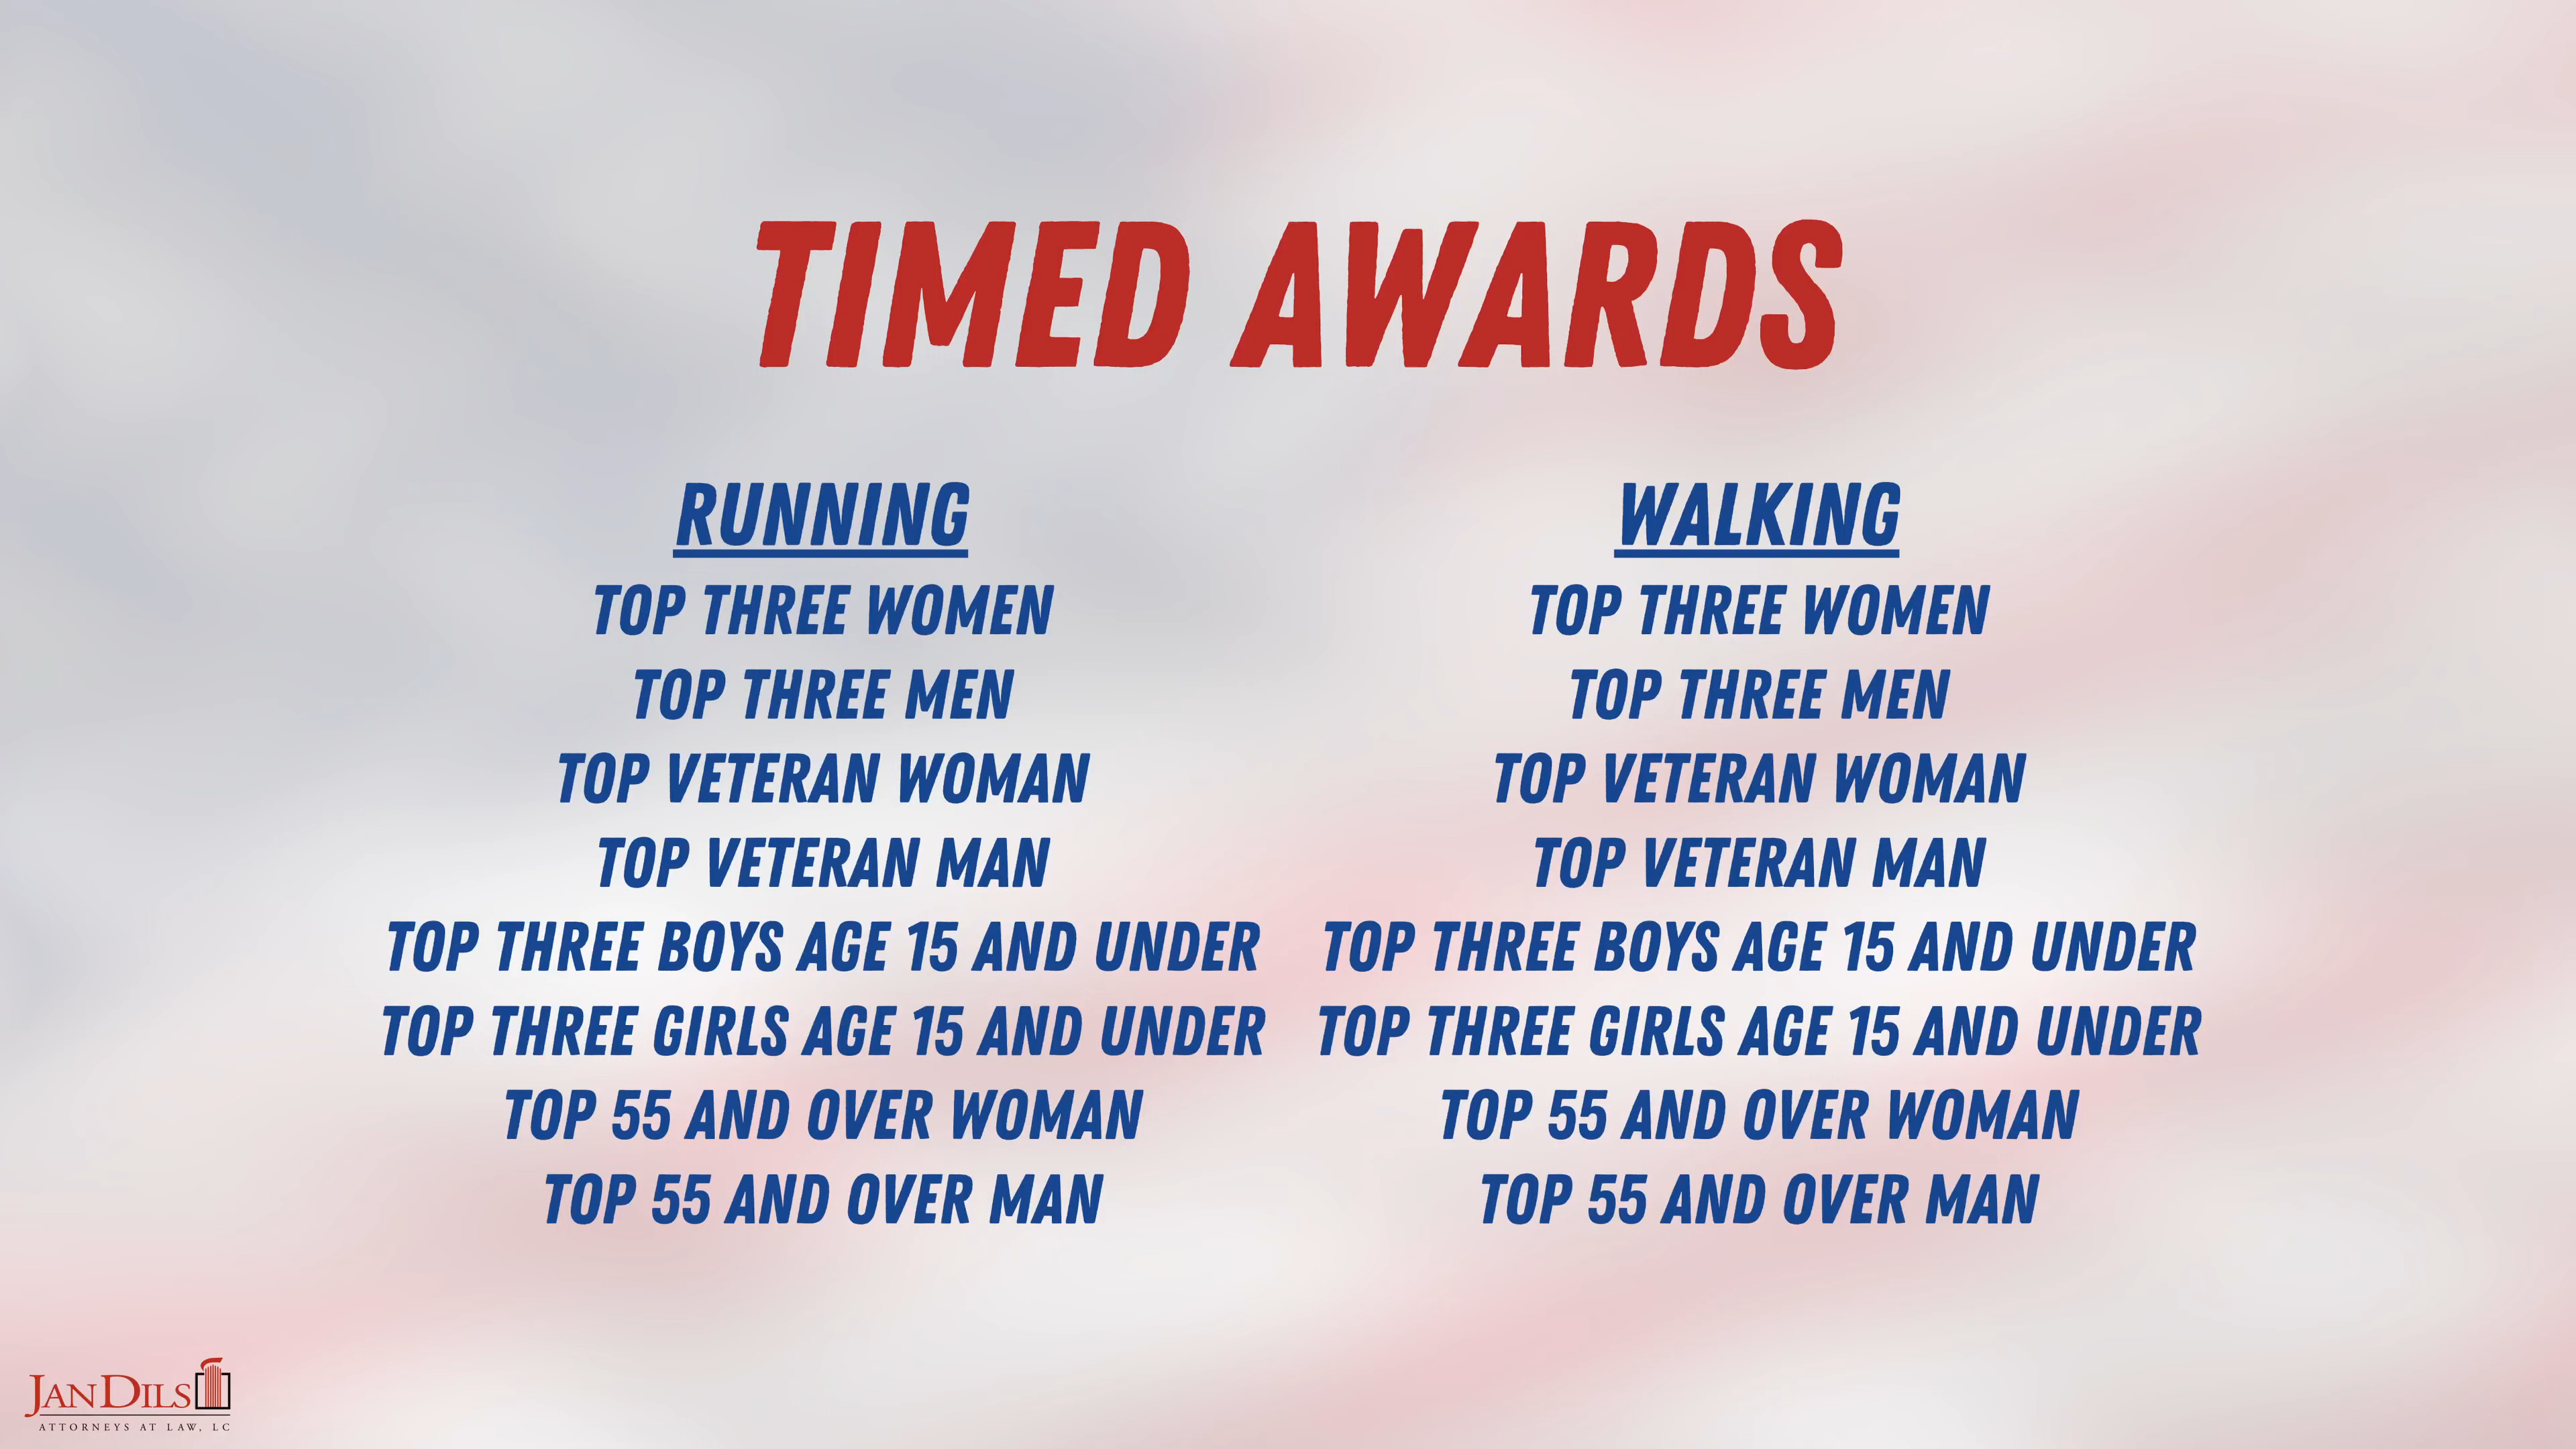 TIMED AWARDS
RUNNING
TOP THREE WOMEN
TOP THREE MEN
TOP VETERAN WOMAN
TOP VETERAN MAN
TOP THREE BOYS AGE 15 AND UNDER
TOP THREE GIRLS AGE 15 AND UNDER
TOP 55 AND OVER WOMAN
TOP 55 AND OVER MAN
WALKING
TOP THREE WOMEN
TOP THREE MEN
TOP VETERAN WOMAN
TOP VETERAN MAN
TOP THREE BOYS AGE 15 AND UNDER
TOP THREE GIRLS AGE 15 AND UNDER
TOP 55 AND OVER WOMAN
TOP 55 AND OVER MAN
JAN DILS
ATTORNEYS AT LAW, LC